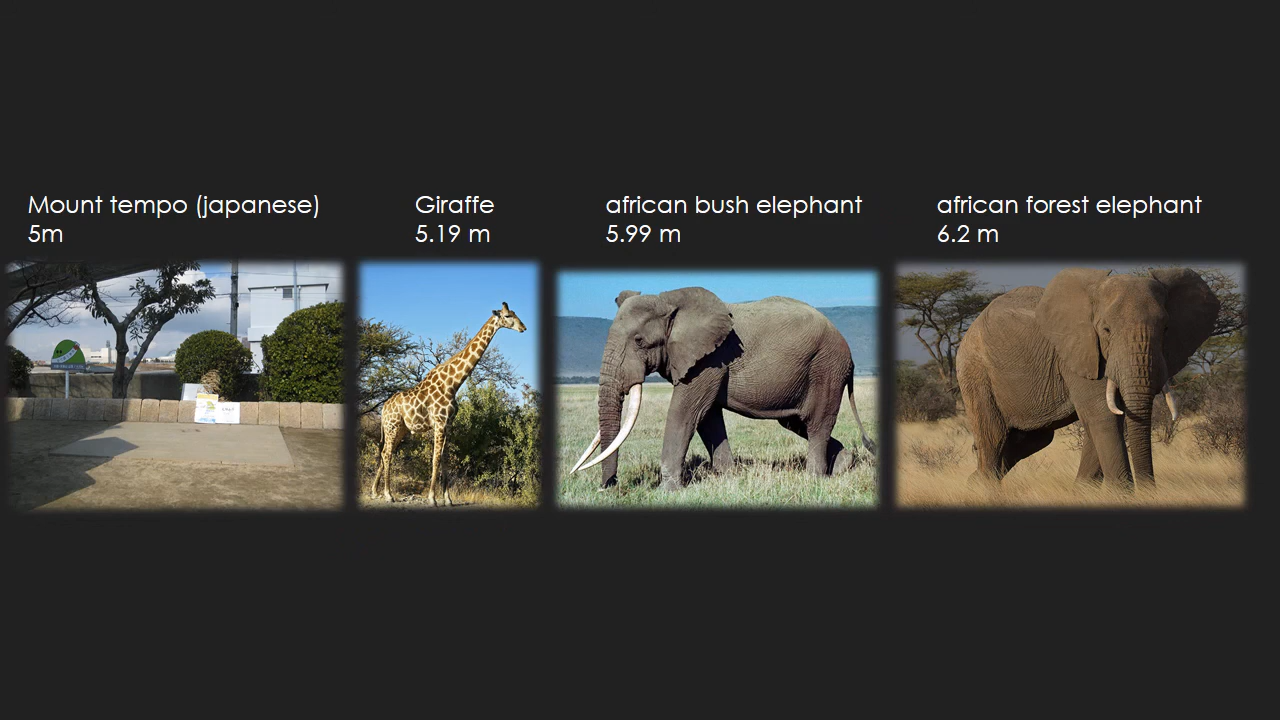 Mount tempo (japanese)
5m
Giraffe
5.19 m
african bush elephant
5.99 m
african forest elephant
6.2 m